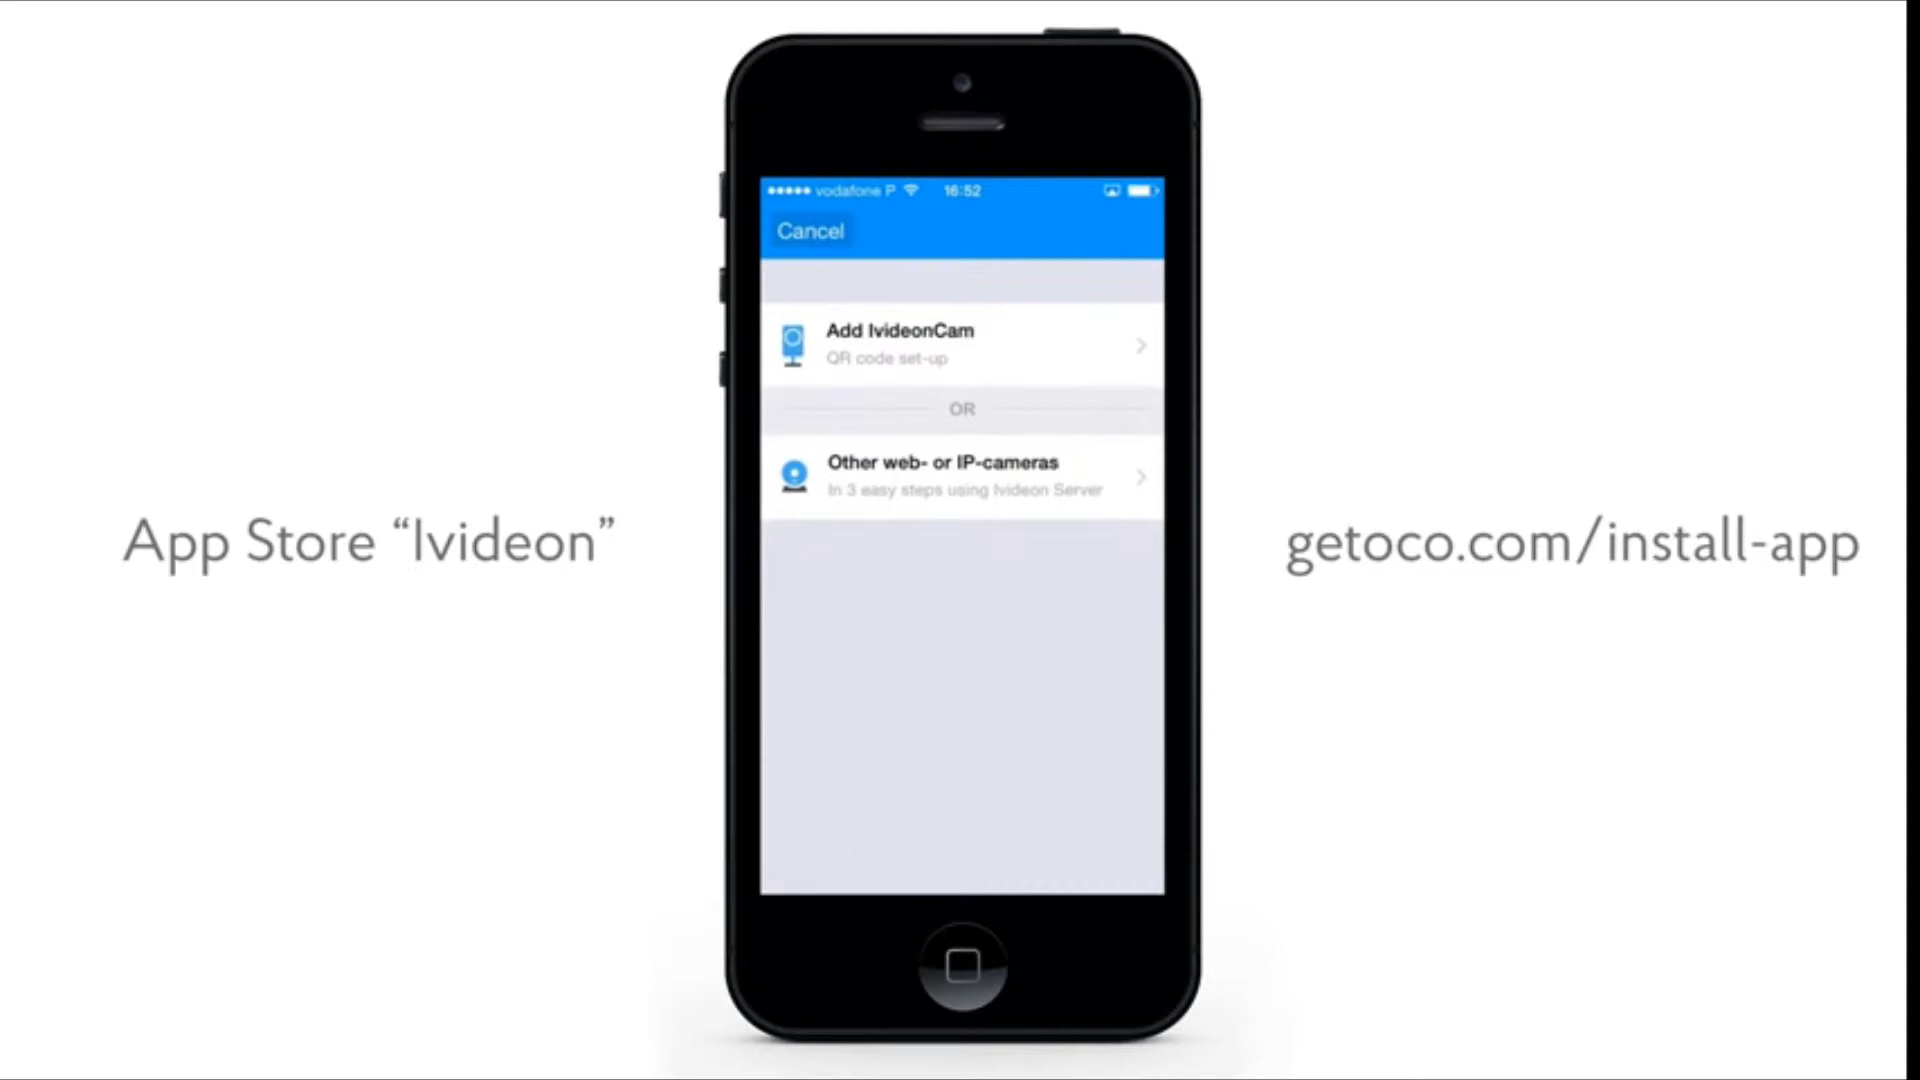 vodafone P 16:52
Cancel
Add IvideonCam
QR code set-up
OR
Other web- or IP-cameras
In 3 easy steps using Ivideon Server
App Store “Ivideon”
getoco.com/install-app